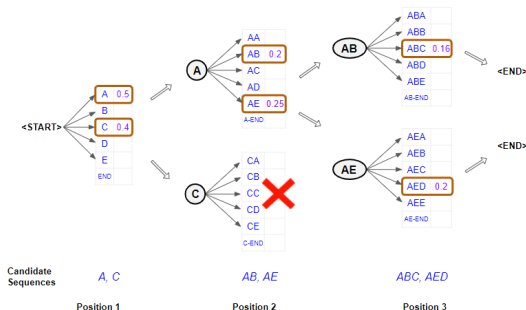 <START>
A 0.5
B
C 0.4
D
E
END
A
AA
AB 0.2
AC
AD
AE 0.25
A-END
C
CA
CB
CC
CD
CE
C-END
AB
ABA
ABB
ABC 0.16
ABD
ABE
AB-END
<END>
AE
AEA
AEB
AEC
AED 0.2
AEE
AE-END
<END>
Candidate
Sequences
A, C
AB, AE
ABC, AED
Position 1
Position 2
Position 3